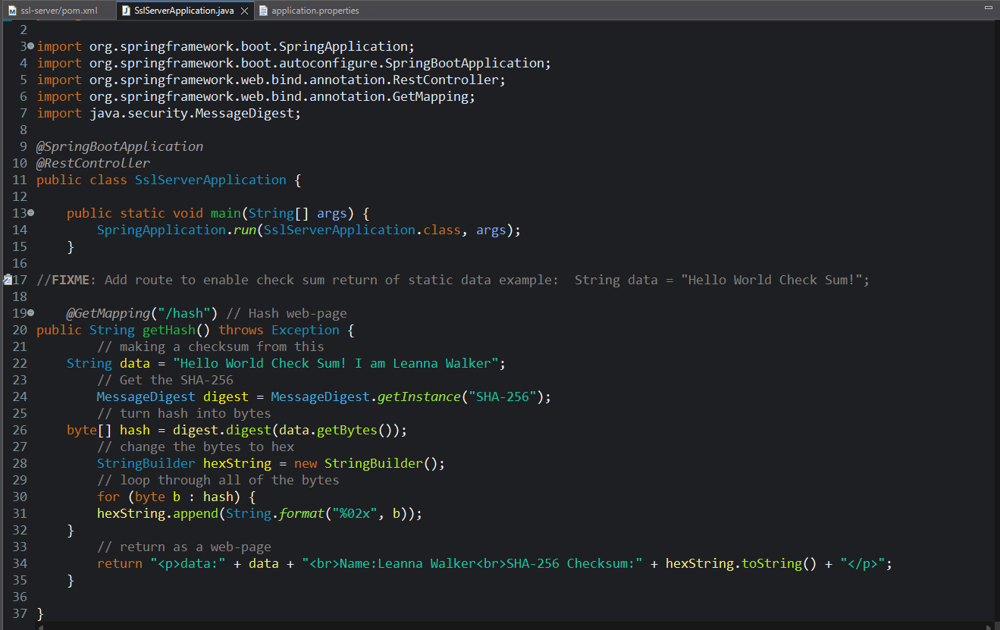 ssl-server/pom.xml SslServerApplication.java application.properties
2
3 import org.springframework.boot.SpringApplication;
4 import org.springframework.boot.autoconfigure.SpringBootApplication;
5 import org.springframework.web.bind.annotation.RestController;
6 import org.springframework.web.bind.annotation.GetMapping;
7 import java.security.MessageDigest;
8
9 @SpringBootApplication
10 @RestController
11 public class SslServerApplication {
12
13     public static void main(String[] args) {
14         SpringApplication.run(SslServerApplication.class, args);
15     }
16
17 //FIXME: Add route to enable check sum return of static data example:  String data = "Hello World Check Sum!";
18
19     @GetMapping("/hash") // Hash web-page
20 public String getHash() throws Exception {
21         // making a checksum from this
22     String data = "Hello World Check Sum! I am Leanna Walker";
23         // Get the SHA-256
24         MessageDigest digest = MessageDigest.getInstance("SHA-256");
25         // turn hash into bytes
26     byte[] hash = digest.digest(data.getBytes());
27         // change the bytes to hex
28         StringBuilder hexString = new StringBuilder();
29         // loop through all of the bytes
30         for (byte b : hash) {
31         hexString.append(String.format("%02x", b));
32     }
33         // return as a web-page
34         return "<p>data:" + data + "<br>Name:Leanna Walker<br>SHA-256 Checksum:" + hexString.toString() + "</p>";
35     }
36
37 }